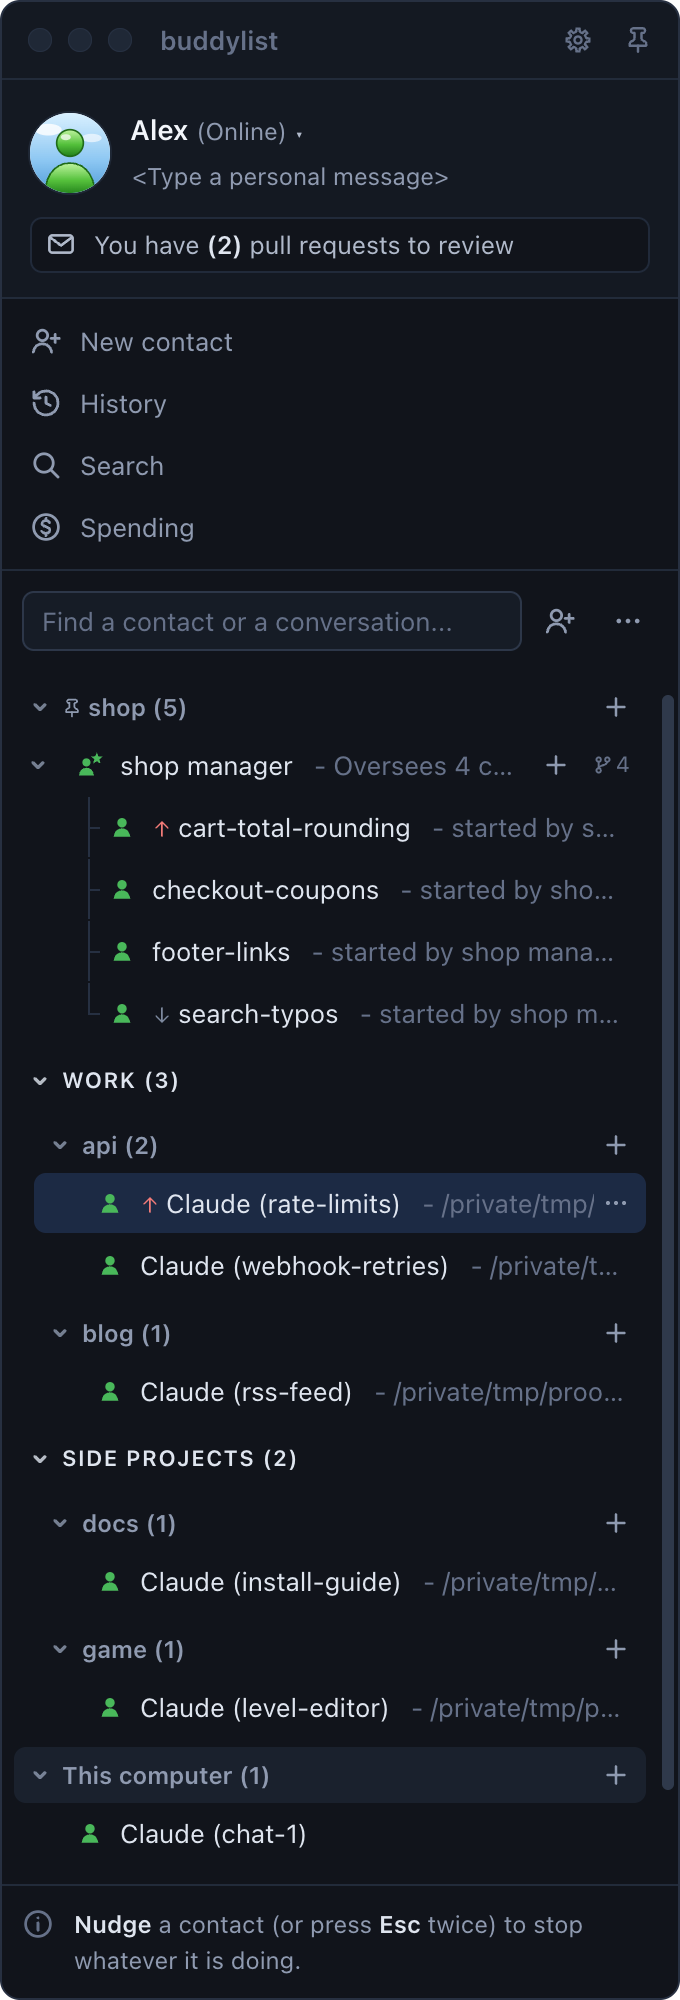 buddylist
Alex (Online)
<Type a personal message>
You have (2) pull requests to review
New contact
History
Search
Spending
Find a contact or a conversation...
shop (5)
shop manager - Oversees 4 c... 4
↑ cart-total-rounding - started by s...
checkout-coupons - started by sho...
footer-links - started by shop mana...
↓ search-typos - started by shop m...
WORK (3)
api (2)
↑ Claude (rate-limits) - /private/tmp/
Claude (webhook-retries) - /private/t...
blog (1)
Claude (rss-feed) - /private/tmp/proo...
SIDE PROJECTS (2)
docs (1)
Claude (install-guide) - /private/tmp/...
game (1)
Claude (level-editor) - /private/tmp/p...
This computer (1)
Claude (chat-1)
Nudge a contact (or press Esc twice) to stop
whatever it is doing.